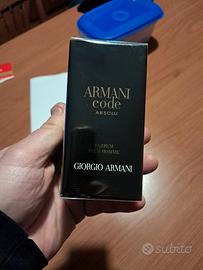 ARMANI
code
ABSOLU
PARFUM
POUR HOMME
GIORGIO ARMANI
subito